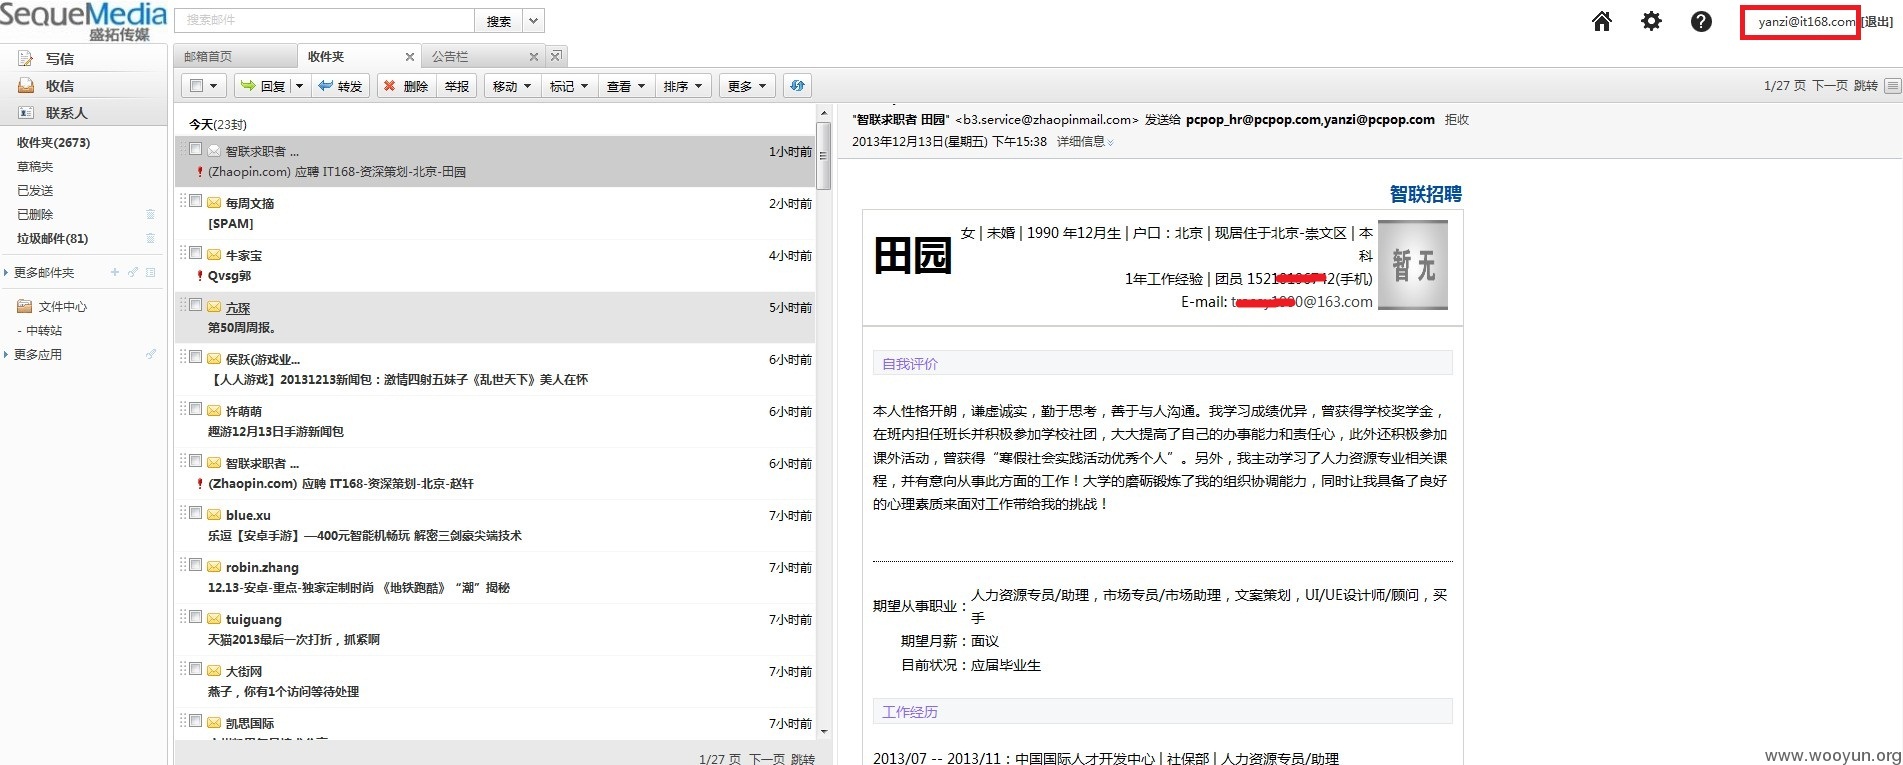 SequeMedia
盛拓传媒
搜索邮件
搜索
yanzi@it168.com [退出]
写信
收信
联系人
收件夹(2673)
草稿夹
已发送
已删除
垃圾邮件(81)
更多邮件夹
文件中心
- 中转站
更多应用
邮箱首页
收件夹
公告栏
回复
转发
删除
举报
移动
标记
查看
排序
更多
1/27 页 下一页 跳转
今天(23封)
智联求职者 ... 1小时前
(Zhaopin.com) 应聘 IT168-资深策划-北京-田园
每周文摘 2小时前
[SPAM]
牛家宝 4小时前
Qvsg郭
亢琛 5小时前
第50周周报。
侯跃(游戏业... 6小时前
【人人游戏】20131213新闻包：激情四射五妹子《乱世天下》美人在怀
许萌萌 6小时前
趣游12月13日手游新闻包
智联求职者 ... 6小时前
(Zhaopin.com) 应聘 IT168-资深策划-北京-赵轩
blue.xu 7小时前
乐逗【安卓手游】—400元智能机畅玩 解密三剑豪尖端技术
robin.zhang 7小时前
12.13-安卓-重点-独家定制时尚 《地铁跑酷》“潮”揭秘
tuiguang 7小时前
天猫2013最后一次打折，抓紧啊
大街网 7小时前
燕子，你有1个访问等待处理
凯思国际 7小时前
1/27 页 下一页 跳转
"智联求职者 田园" <b3.service@zhaopinmail.com> 发送给 pcpop_hr@pcpop.com,yanzi@pcpop.com 拒收
2013年12月13日(星期五) 下午15:38 详细信息
智联招聘
田园
女 | 未婚 | 1990 年12月生 | 户口：北京 | 现居住于北京-崇文区 | 本
科
1年工作经验 | 团员 1521 2(手机)
E-mail: 0@163.com
暂无
自我评价
本人性格开朗，谦虚诚实，勤于思考，善于与人沟通。我学习成绩优异，曾获得学校奖学金，
在班内担任班长并积极参加学校社团，大大提高了自己的办事能力和责任心，此外还积极参加
课外活动，曾获得“寒假社会实践活动优秀个人”。另外，我主动学习了人力资源专业相关课
程，并有意向从事此方面的工作！大学的磨砺锻炼了我的组织协调能力，同时让我具备了良好
的心理素质来面对工作带给我的挑战！
期望从事职业：人力资源专员/助理，市场专员/市场助理，文案策划，UI/UE设计师/顾问，买
手
期望月薪：面议
目前状况：应届毕业生
工作经历
2013/07 -- 2013/11：中国国际人才开发中心 | 社保部 | 人力资源专员/助理
www.wooyun.org